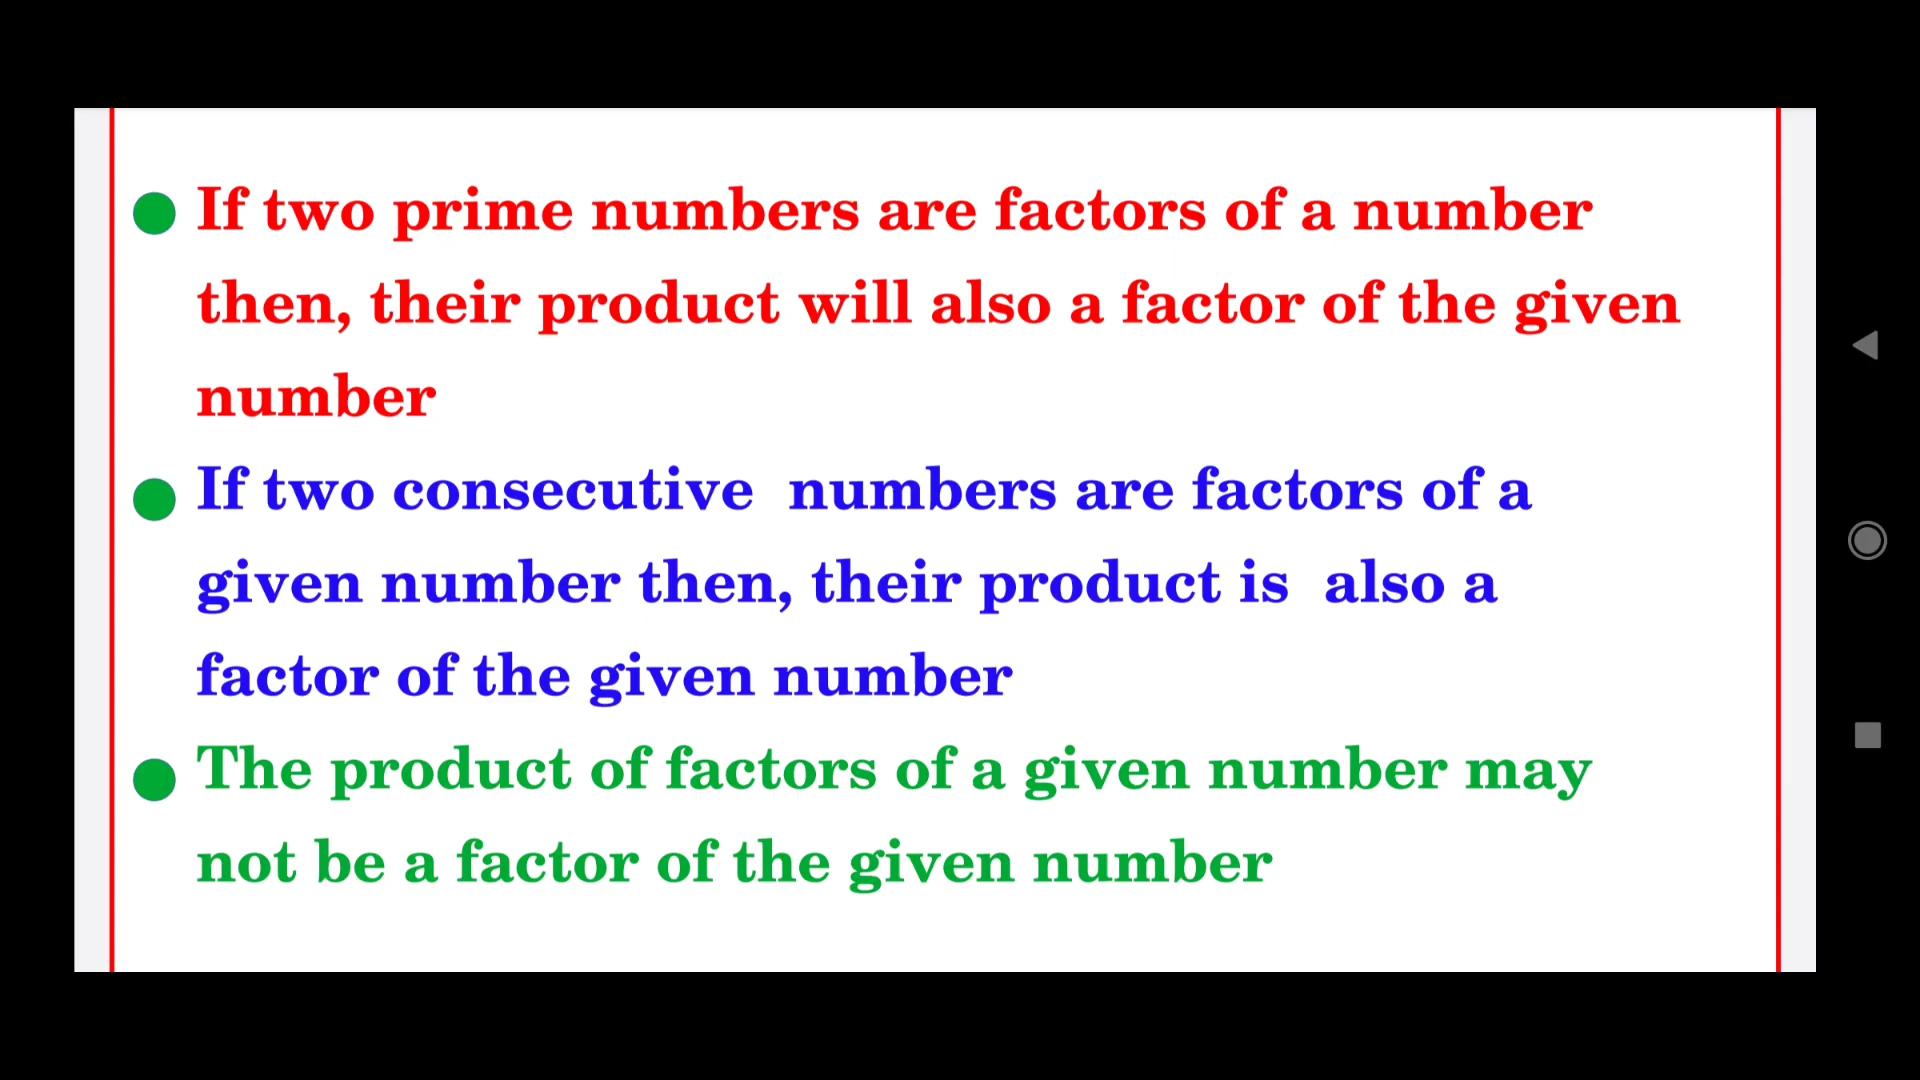 If two prime numbers are factors of a number
then, their product will also a factor of the given
number
If two consecutive numbers are factors of a
given number then, their product is also a
factor of the given number
The product of factors of a given number may
not be a factor of the given number